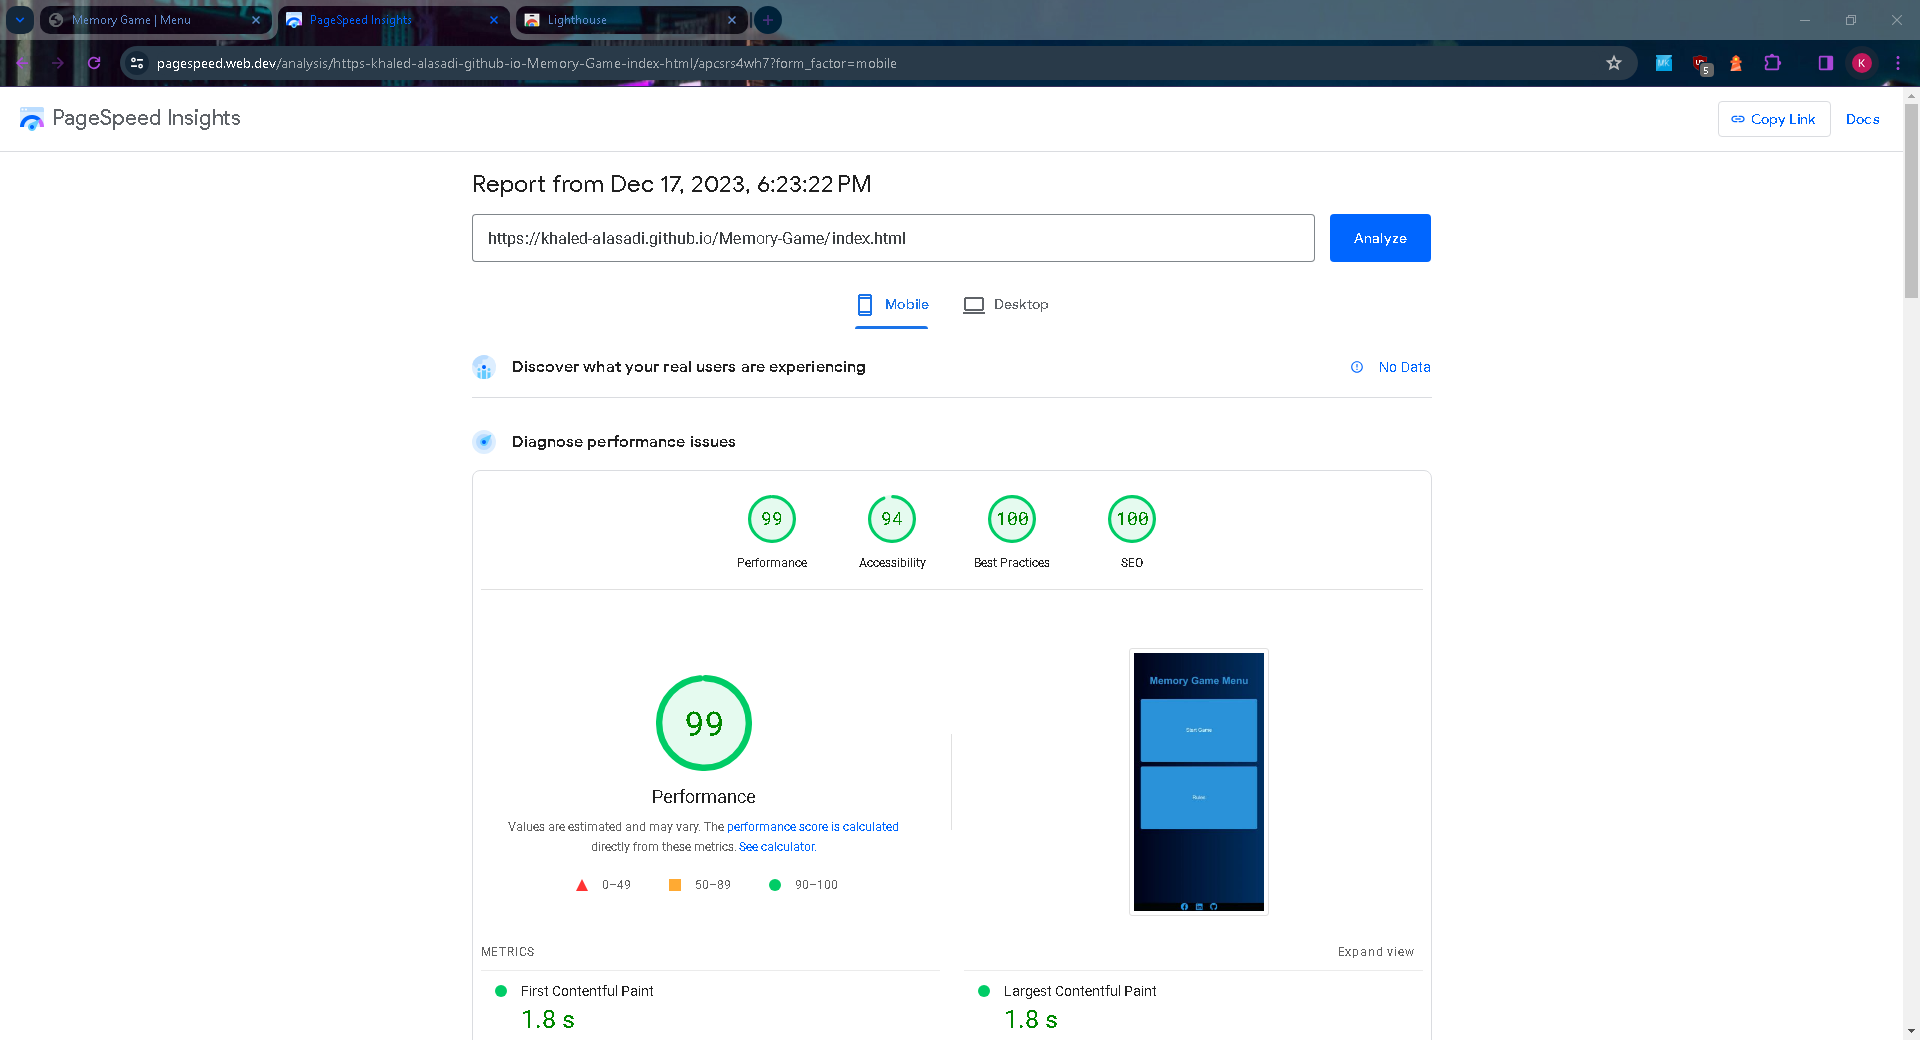 Memory Game | Menu
PageSpeed Insights
Lighthouse
pagespeed.web.dev/analysis/https-khaled-alasadi-github-io-Memory-Game-index-html/apcsrs4wh7?form_factor=mobile
MK
5
K
PageSpeed Insights
Copy Link
Docs
Report from Dec 17, 2023, 6:23:22 PM
https://khaled-alasadi.github.io/Memory-Game/index.html
Analyze
Mobile
Desktop
Discover what your real users are experiencing
No Data
Diagnose performance issues
99
94
100
100
Performance
Accessibility
Best Practices
SEO
99
Performance
Values are estimated and may vary. The performance score is calculated
directly from these metrics. See calculator.
0–49
50–89
90–100
Memory Game Menu
Start Game
Rules
METRICS
Expand view
First Contentful Paint
1.8 s
Largest Contentful Paint
1.8 s